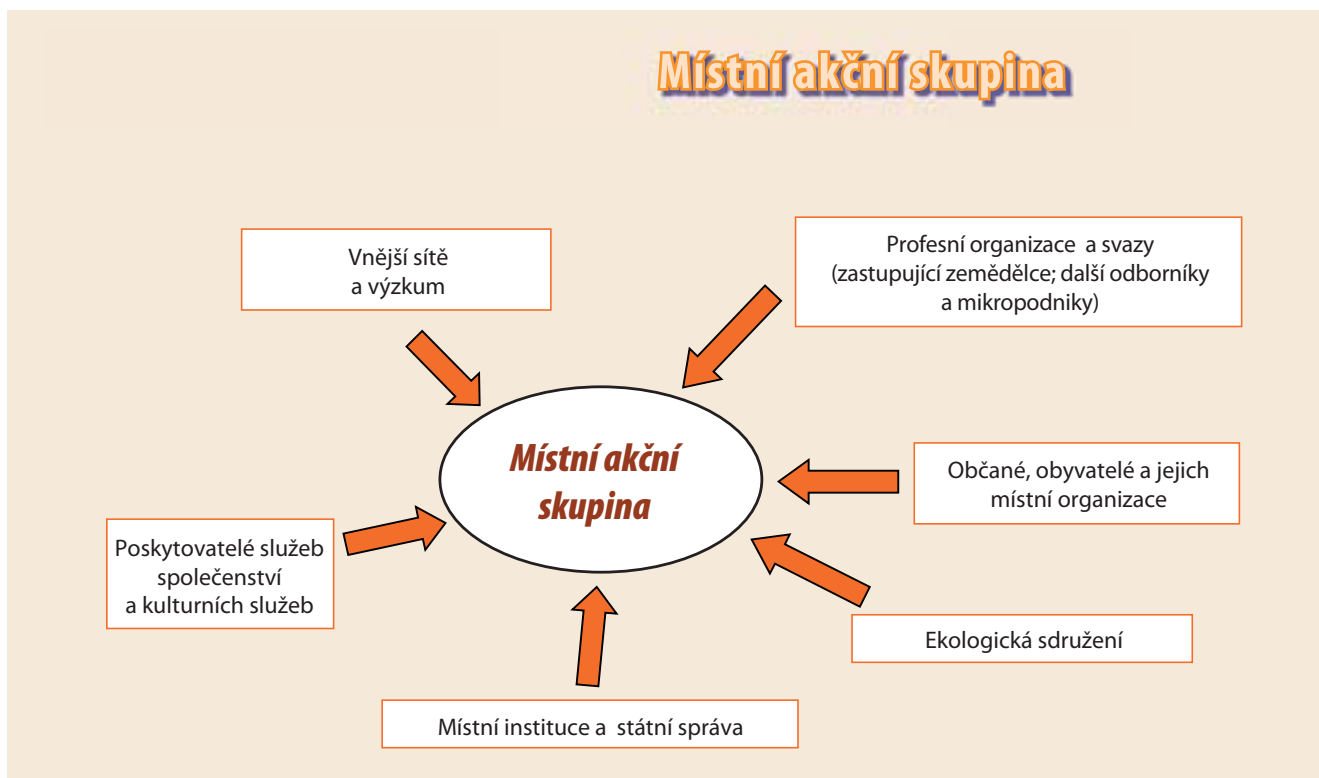 Místní akční skupina
Vnější sítě
a výzkum
Profesní organizace a svazy
(zastupující zemědělce; další odborníky
a mikropodniky)
Místní akční
skupina
Občané, obyvatelé a jejich
místní organizace
Poskytovatelé služeb
společenství
a kulturních služeb
Ekologická sdružení
Místní instituce a státní správa